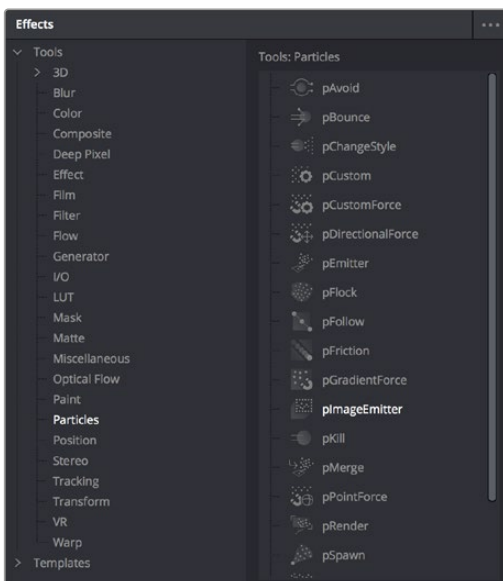 Effects
Tools
3D
Blur
Color
Composite
Deep Pixel
Effect
Film
Filter
Flow
Generator
I/O
LUT
Mask
Matte
Miscellaneous
Optical Flow
Paint
Particles
Position
Stereo
Tracking
Transform
VR
Warp
Templates
Tools: Particles
pAvoid
pBounce
pChangeStyle
pCustom
pCustomForce
pDirectionalForce
pEmitter
pFlock
pFollow
pFriction
pGradientForce
pImageEmitter
pKill
pMerge
pPointForce
pRender
pSpawn